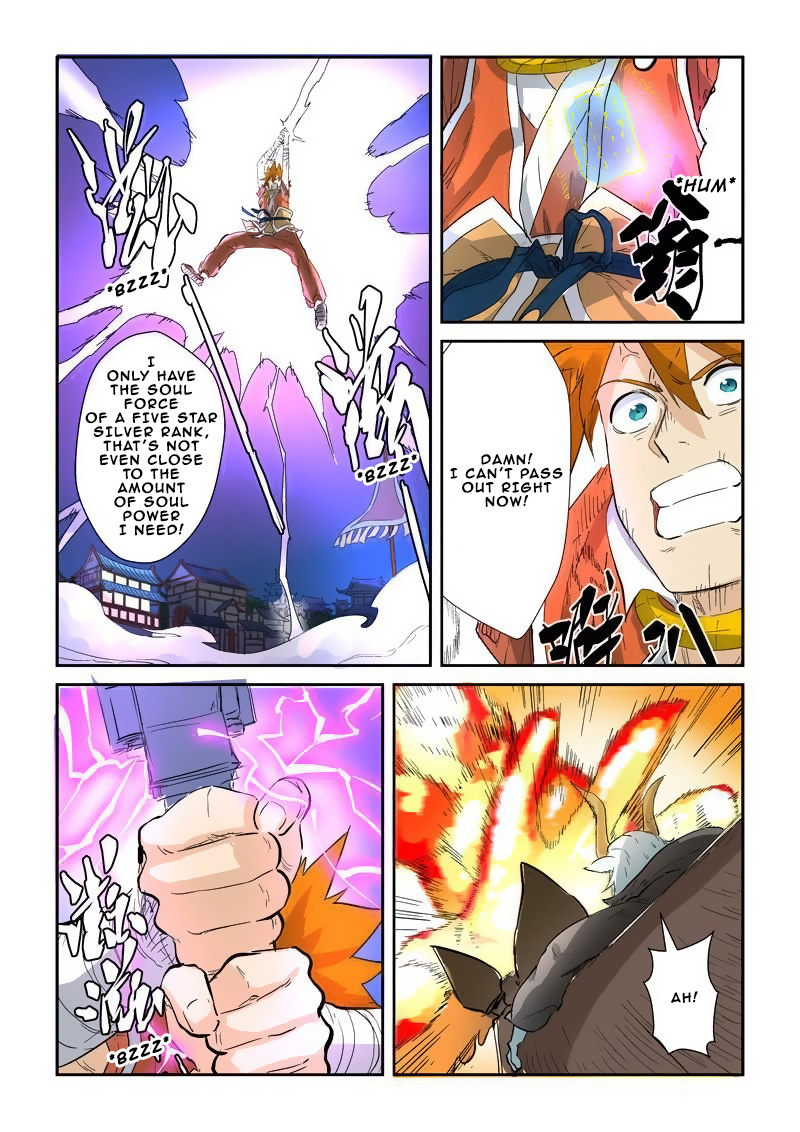 *BZZZ*
I
ONLY HAVE
THE SOUL
FORCE
OF A FIVE STAR
SILVER RANK,
THAT'S NOT
EVEN CLOSE
TO THE
AMOUNT
OF SOUL
POWER
I NEED!
*BZZZ*
*HUM*
DAMN!
I CAN'T PASS
OUT RIGHT
NOW!
*BZZZ*
AH!